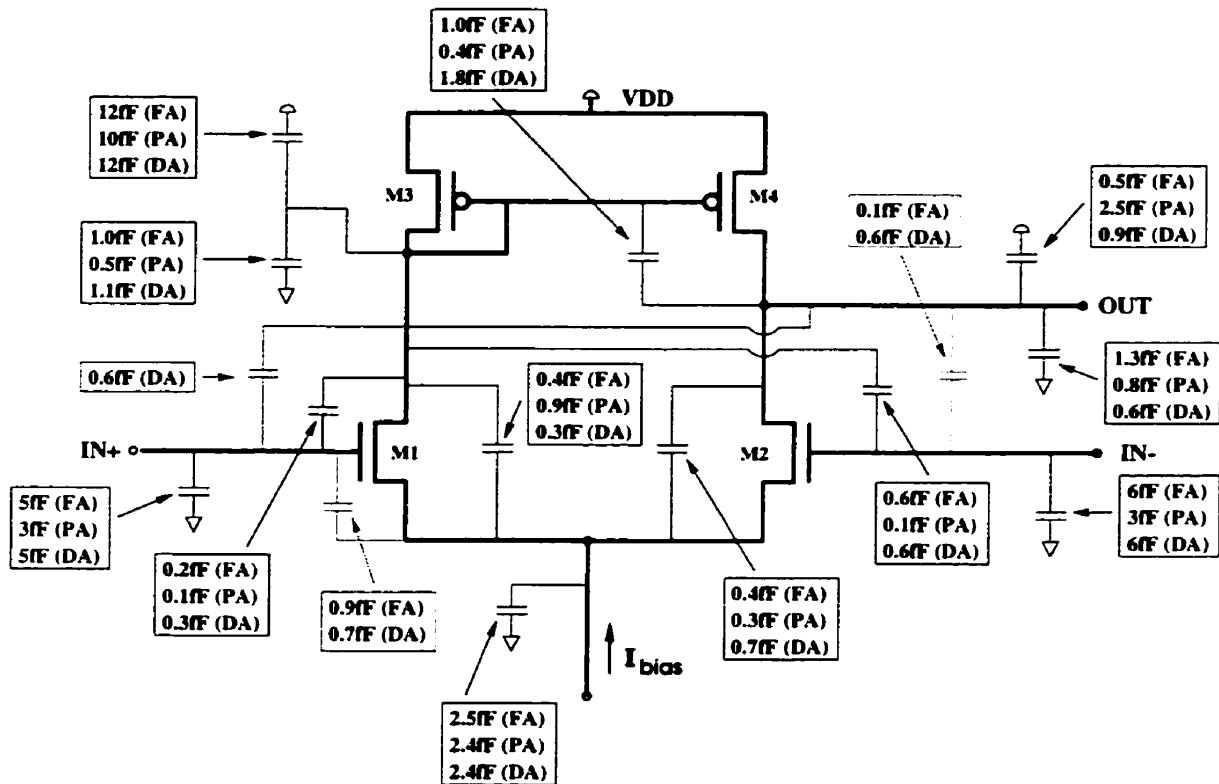 1.0fF (FA)
0.4fF (PA)
1.8fF (DA)
VDD
12fF (FA)
10fF (PA)
12fF (DA)
M3
M4
0.5fF (FA)
2.5fF (PA)
0.9fF (DA)
0.1fF (FA)
0.6fF (DA)
1.0fF (FA)
0.5fF (PA)
1.1fF (DA)
OUT
0.6fF (DA)
0.4fF (FA)
0.9fF (PA)
0.3fF (DA)
1.3fF (FA)
0.8fF (PA)
0.6fF (DA)
IN+
M1
M2
IN-
5fF (FA)
3fF (PA)
5fF (DA)
0.6fF (FA)
0.1fF (PA)
0.6fF (DA)
6fF (FA)
3fF (PA)
6fF (DA)
0.2fF (FA)
0.1fF (PA)
0.3fF (DA)
0.9fF (FA)
0.7fF (DA)
0.4fF (FA)
0.3fF (PA)
0.7fF (DA)
I bias
2.5fF (FA)
2.4fF (PA)
2.4fF (DA)